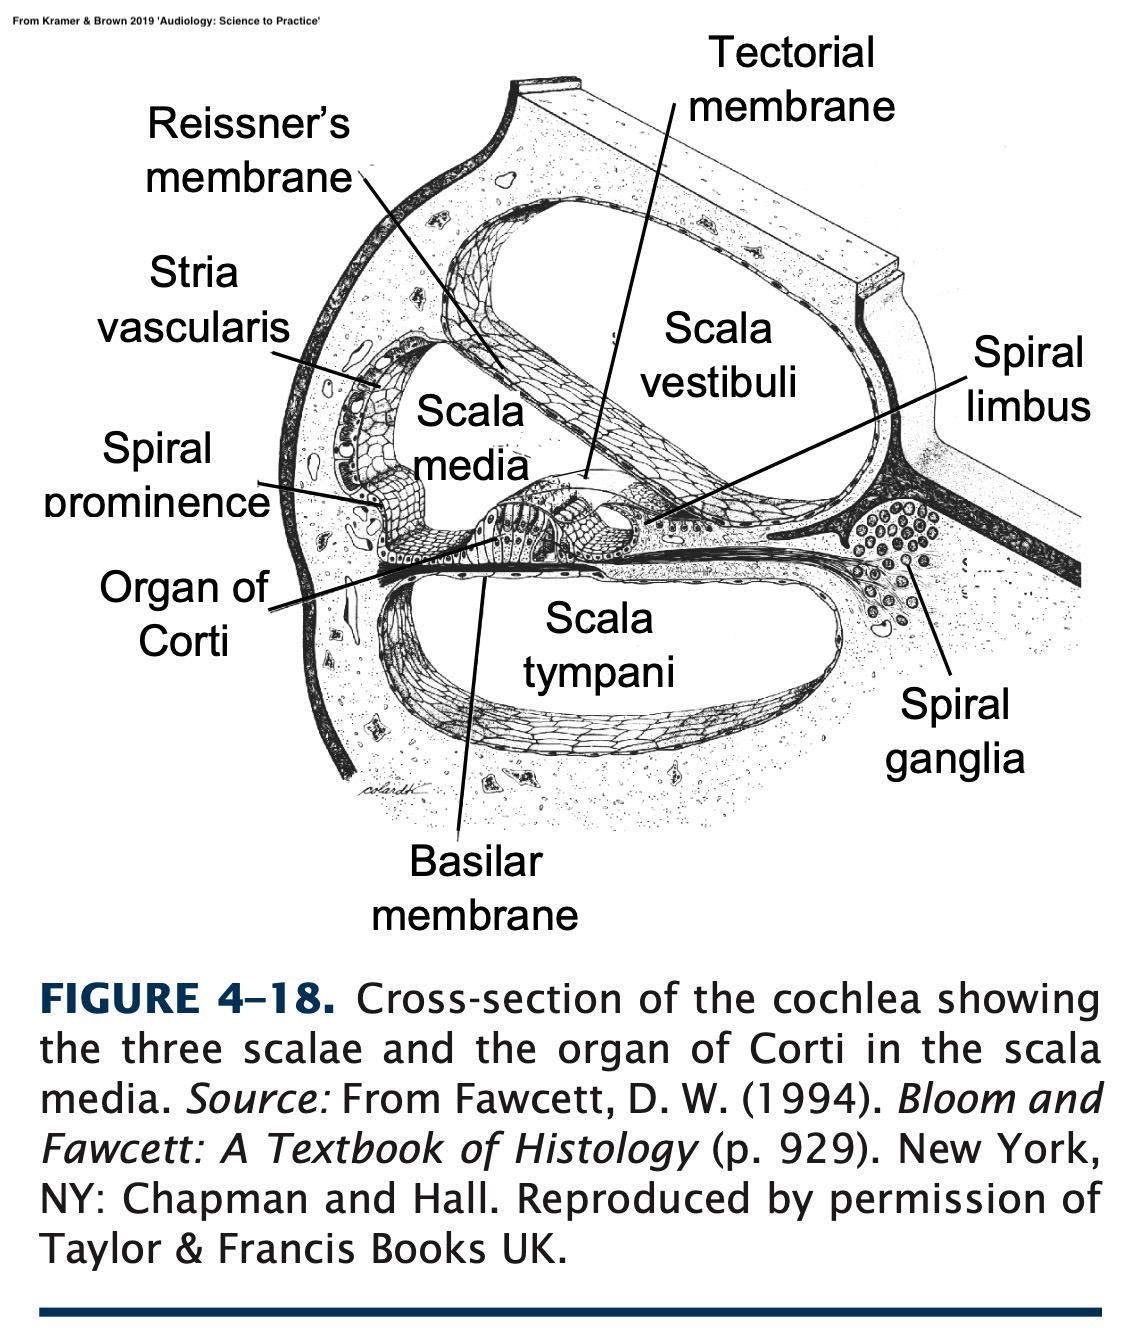 From Kramer & Brown 2019 'Audiology: Science to Practice'
Tectorial
membrane
Reissner’s
membrane
Stria
vascularis
Scala
vestibuli
Spiral
limbus
Scala
media
Spiral
prominence
Organ of
Corti
Scala
tympani
Spiral
ganglia
Basilar
membrane
FIGURE 4–18. Cross-section of the cochlea showing
the three scalae and the organ of Corti in the scala
media. Source: From Fawcett, D. W. (1994). Bloom and
Fawcett: A Textbook of Histology (p. 929). New York,
NY: Chapman and Hall. Reproduced by permission of
Taylor & Francis Books UK.